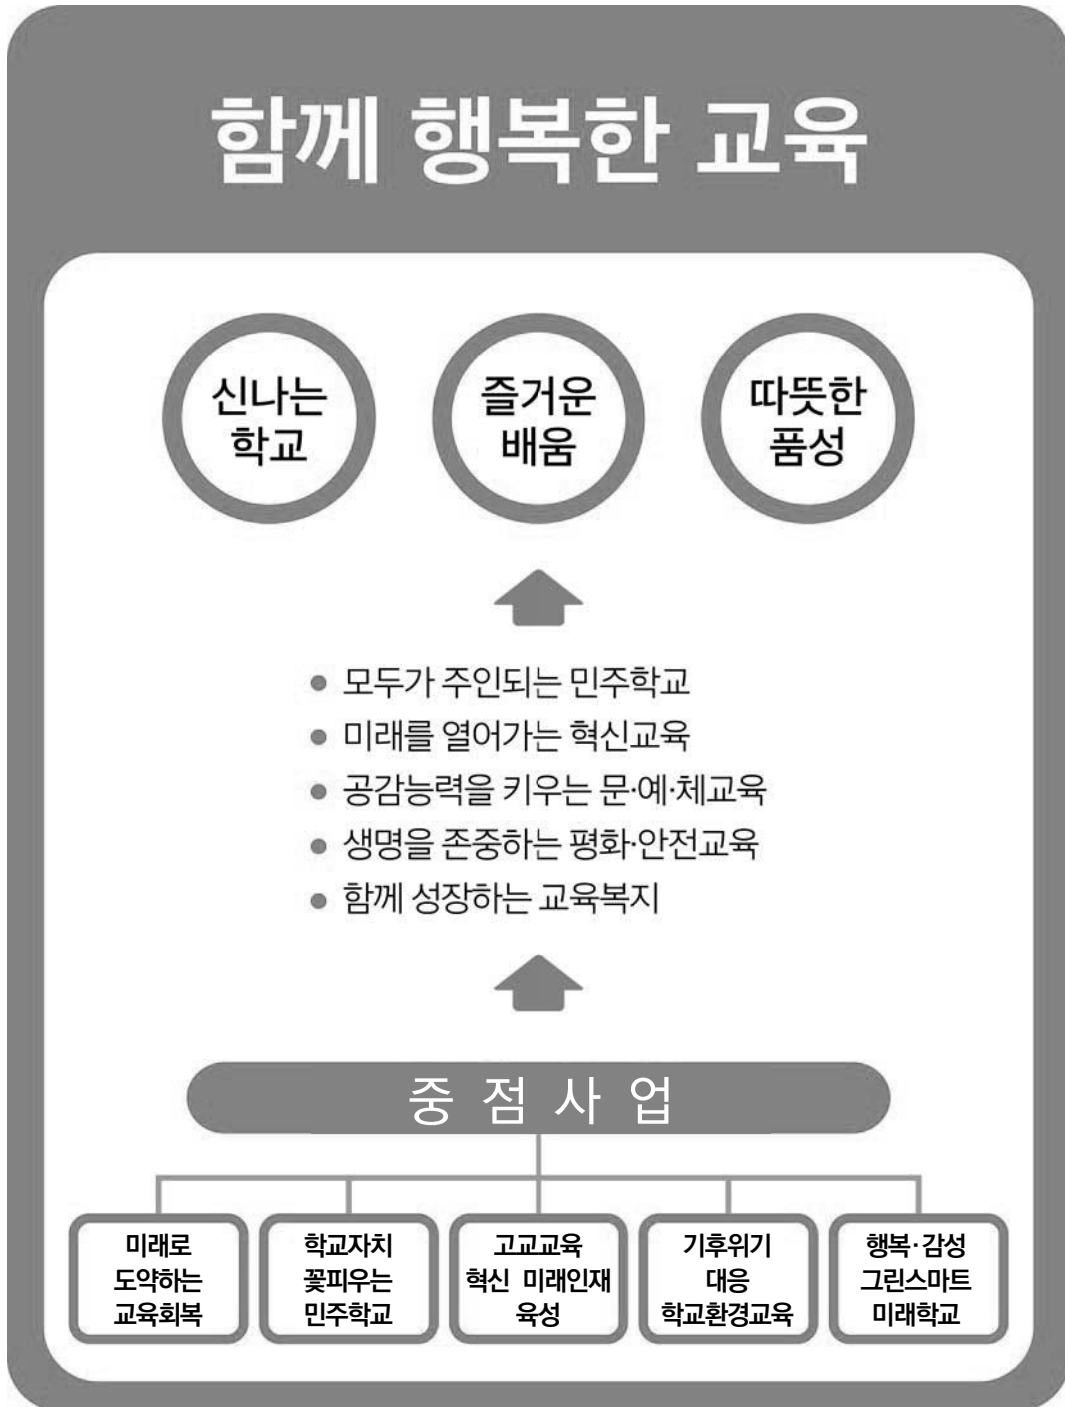 함께 행복한 교육
신나는
학교
즐거운
배움
따뜻한
품성
모두가 주인되는 민주학교
미래를 열어가는 혁신교육
공감능력을 키우는 문·예·체교육
생명을 존중하는 평화·안전교육
함께 성장하는 교육복지
중점사업
미래로
도약하는
교육회복
학교자치
꽃피우는
민주학교
고교교육
혁신 미래인재
육성
기후위기
대응
학교환경교육
행복·감성
그린스마트
미래학교